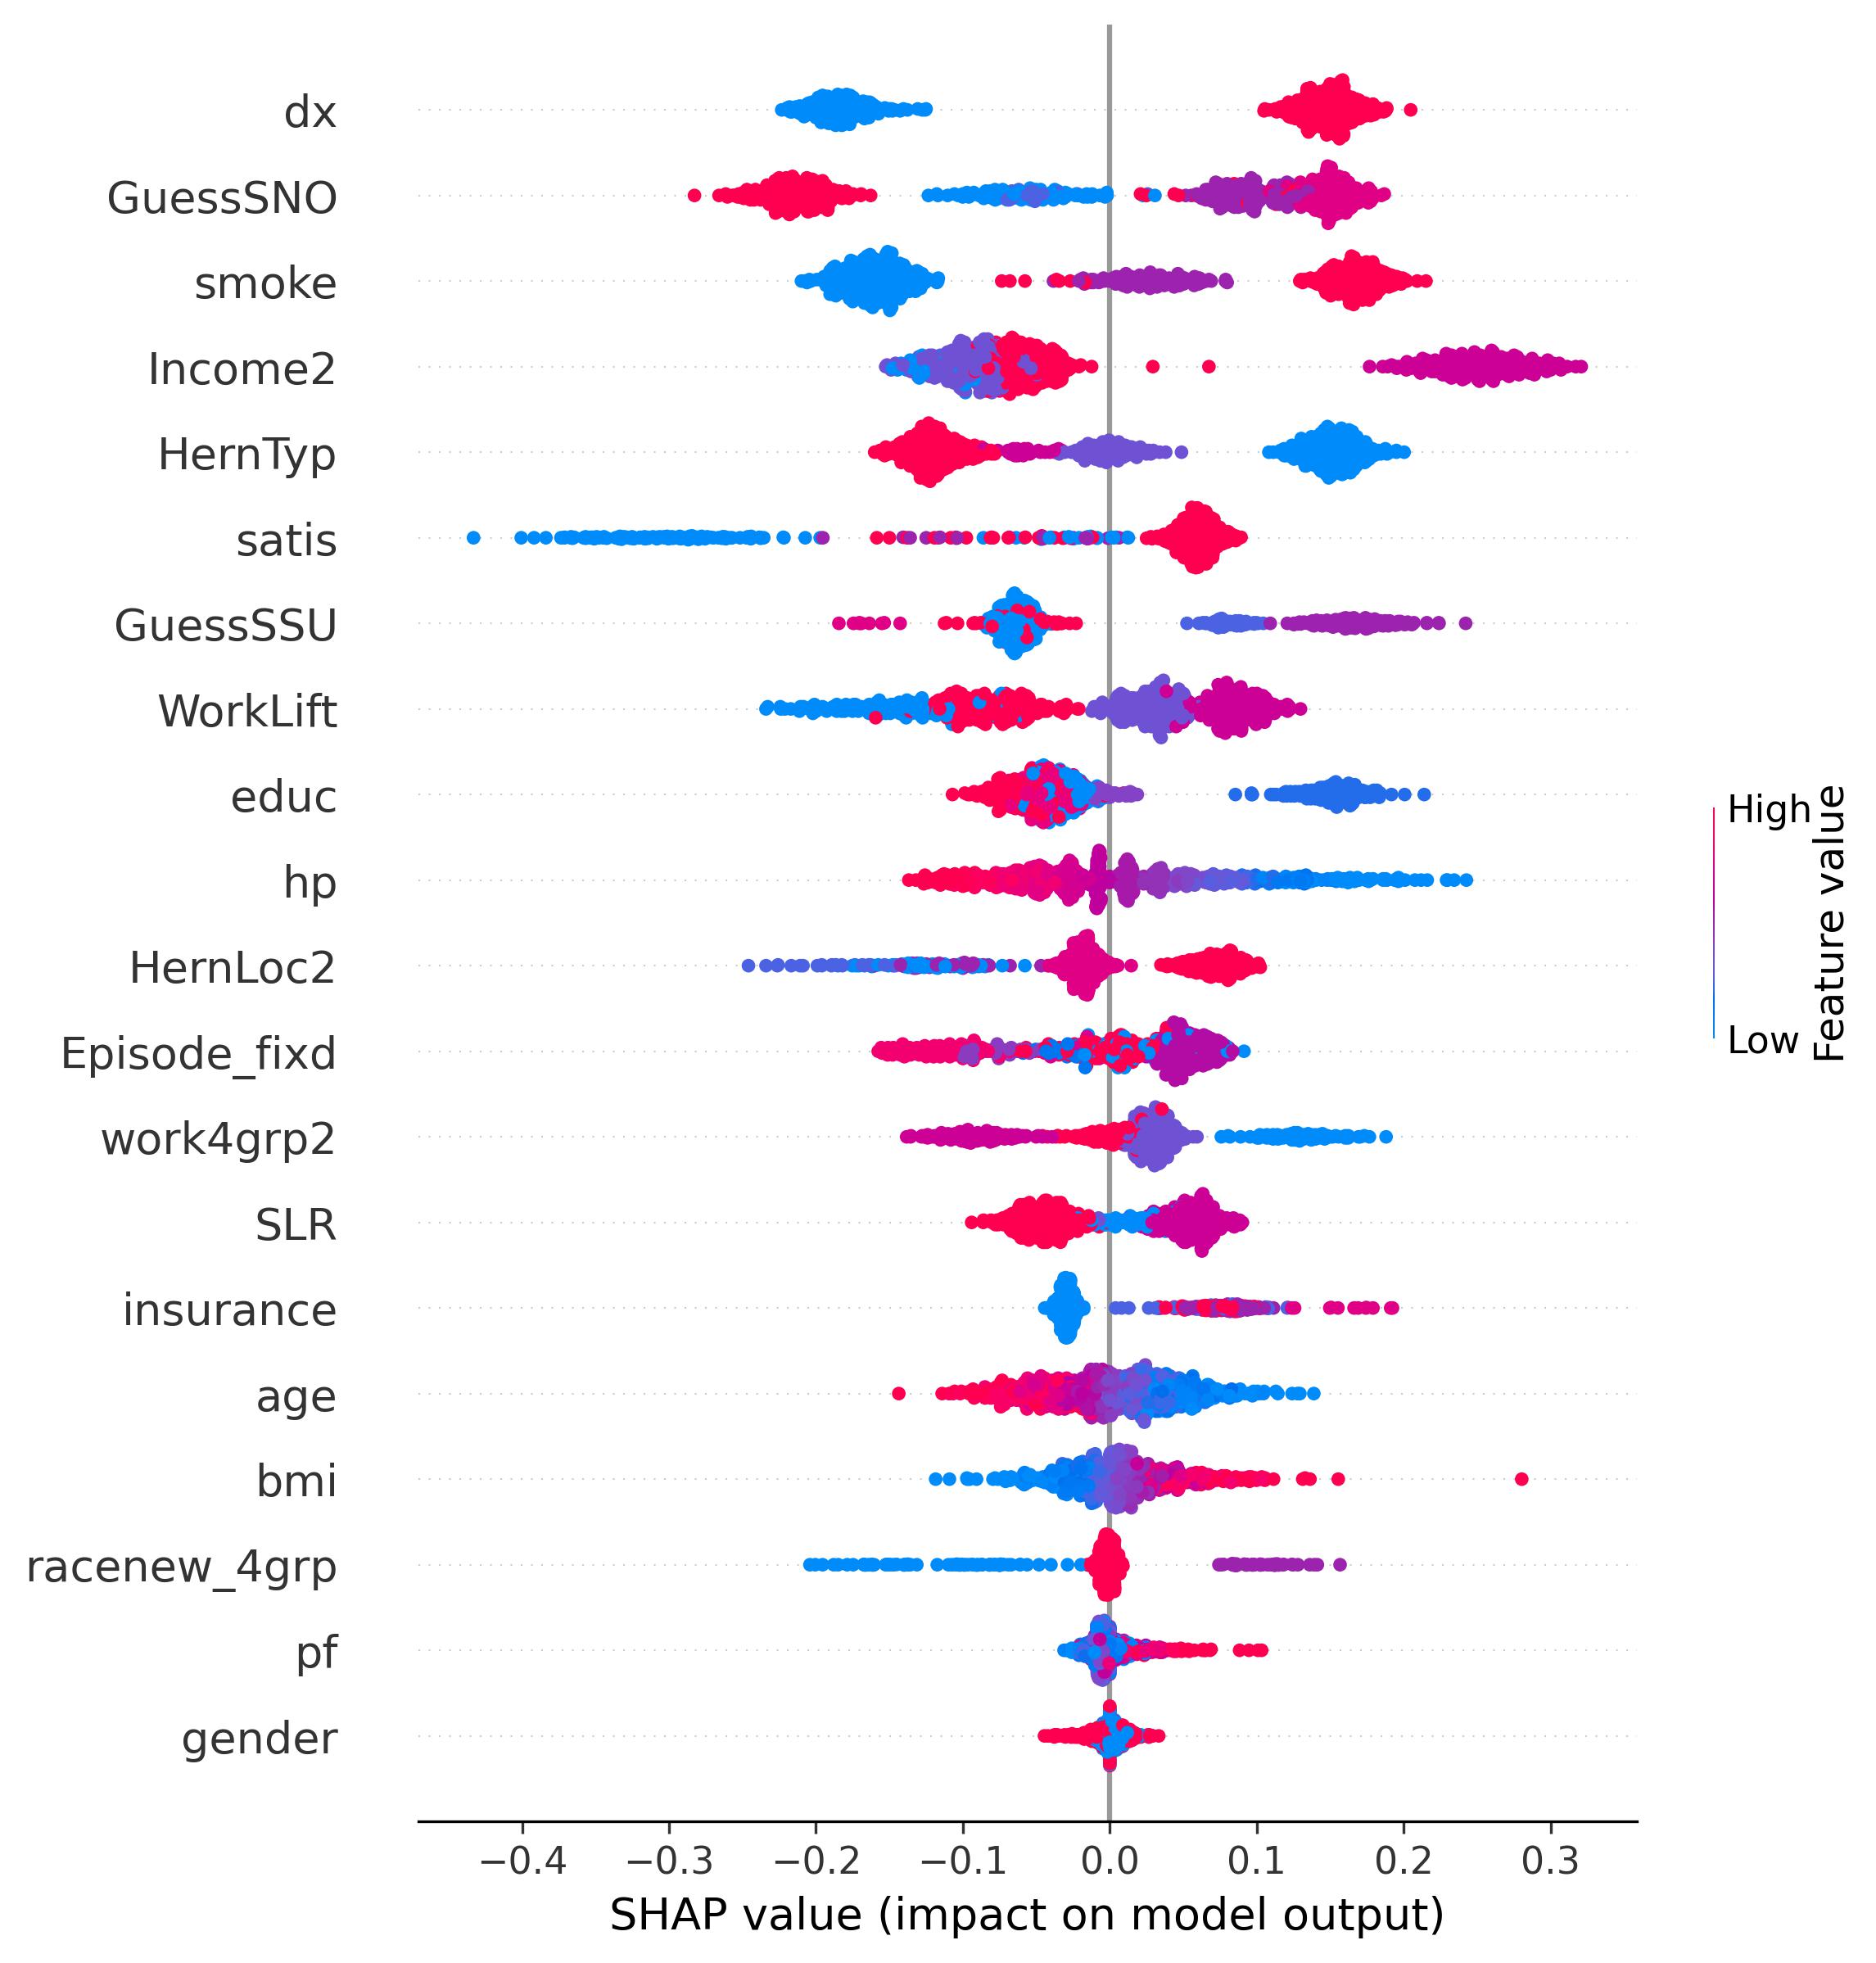 dx
GuessSNO
smoke
Income2
HernTyp
satis
GuessSSU
WorkLift
educ
hp
HernLoc2
Episode_fixd
work4grp2
SLR
insurance
age
bmi
racenew_4grp
pf
gender
−0.4 −0.3 −0.2 −0.1 0.0 0.1 0.2 0.3
SHAP value (impact on model output)
High
Low
Feature value